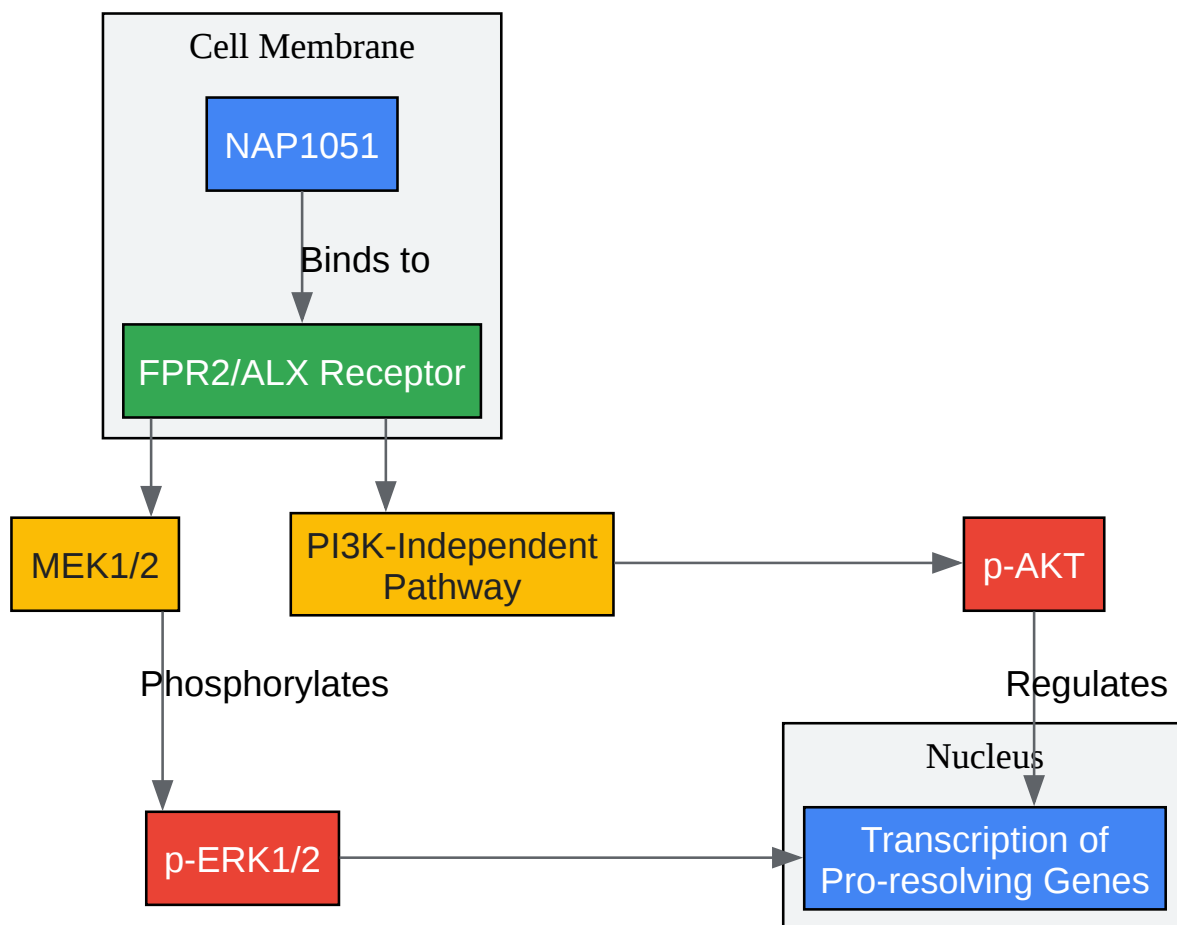 Cell Membrane
NAP1051
Binds to
FPR2/ALX Receptor
MEK1/2
PI3K-Independent
Pathway
p-AKT
Phosphorylates
Regulates
Nucleus
p-ERK1/2
Transcription of
Pro-resolving Genes